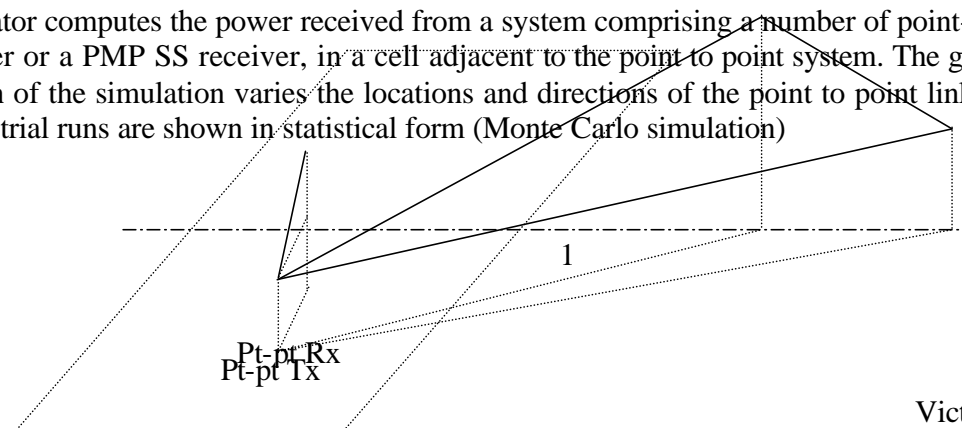 ator computes the power received from a system comprising a number of point-
er or a PMP SS receiver, in a cell adjacent to the point to point system. The g
n of the simulation varies the locations and directions of the point to point link
trial runs are shown in statistical form (Monte Carlo simulation)
1
Pt-pt Rx
Pt-pt Tx
Vict